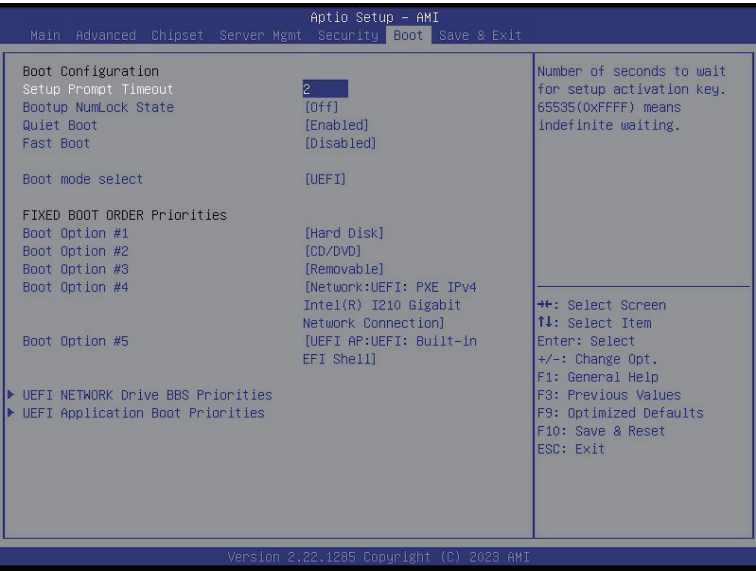 Aptio Setup – AMI
Main Advanced Chipset Server Mgmt Security Boot Save & Exit
Boot Configuration
Setup Prompt Timeout 2
Bootup NumLock State [Off]
Quiet Boot [Enabled]
Fast Boot [Disabled]
Boot mode select [UEFI]
FIXED BOOT ORDER Priorities
Boot Option #1 [Hard Disk]
Boot Option #2 [CD/DVD]
Boot Option #3 [Removable]
Boot Option #4 [Network:UEFI: PXE IPv4
Intel(R) I210 Gigabit
Network Connection]
Boot Option #5 [UEFI AP:UEFI: Built-in
EFI Shell]
UEFI NETWORK Drive BBS Priorities
UEFI Application Boot Priorities
Number of seconds to wait
for setup activation key.
65535(0xFFFF) means
indefinite waiting.
→←: Select Screen
↑↓: Select Item
Enter: Select
+/-: Change Opt.
F1: General Help
F3: Previous Values
F9: Optimized Defaults
F10: Save & Reset
ESC: Exit
Version 2.22.1285 Copyright (C) 2023 AMI